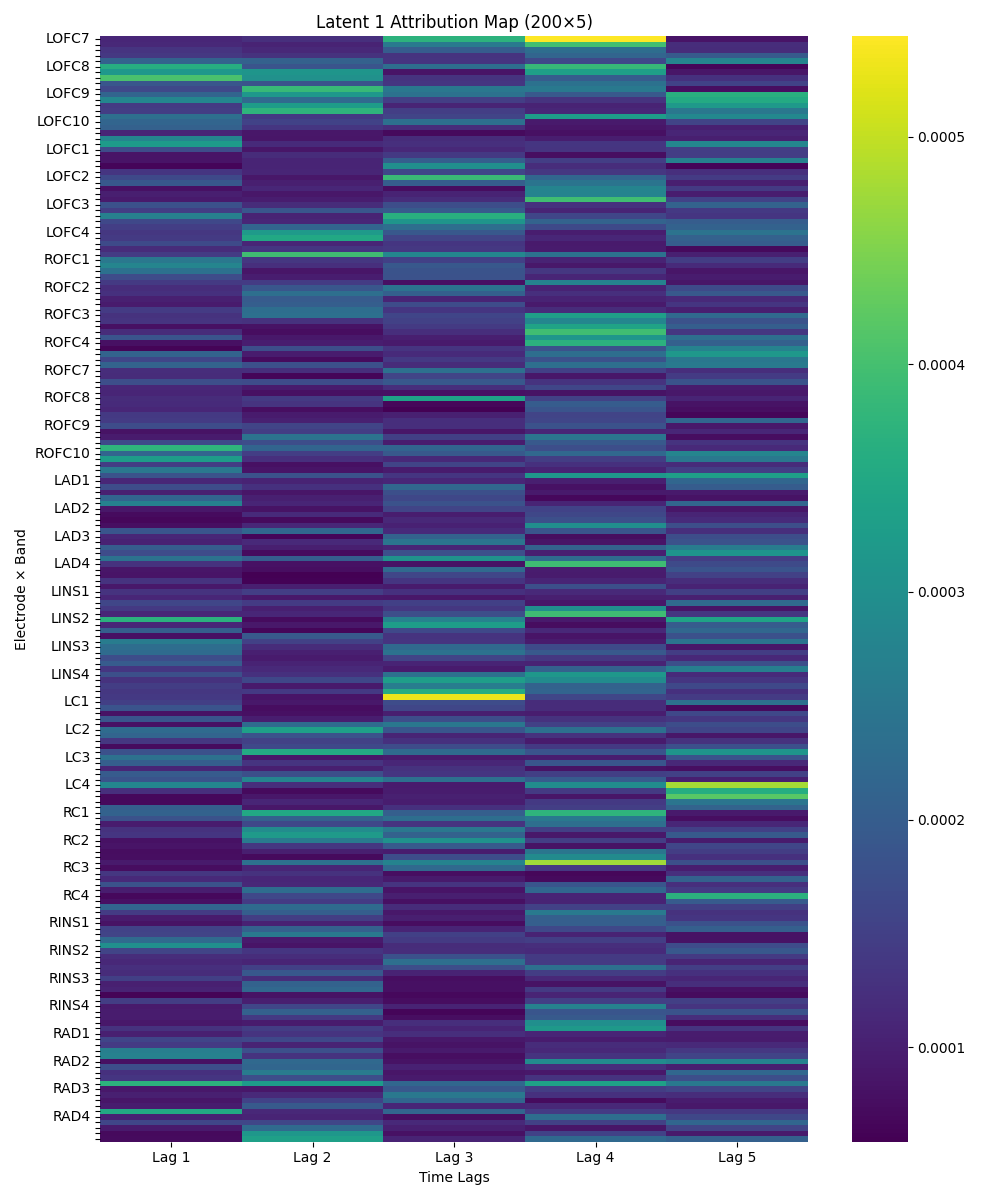 Latent 1 Attribution Map (200×5)
LOFC7
LOFC8
LOFC9
LOFC10
LOFC1
LOFC2
LOFC3
LOFC4
ROFC1
ROFC2
ROFC3
ROFC4
ROFC7
ROFC8
ROFC9
ROFC10
LAD1
LAD2
LAD3
LAD4
LINS1
LINS2
LINS3
LINS4
LC1
LC2
LC3
LC4
RC1
RC2
RC3
RC4
RINS1
RINS2
RINS3
RINS4
RAD1
RAD2
RAD3
RAD4
Electrode × Band
Lag 1
Lag 2
Lag 3
Lag 4
Lag 5
Time Lags
0.0005
0.0004
0.0003
0.0002
0.0001